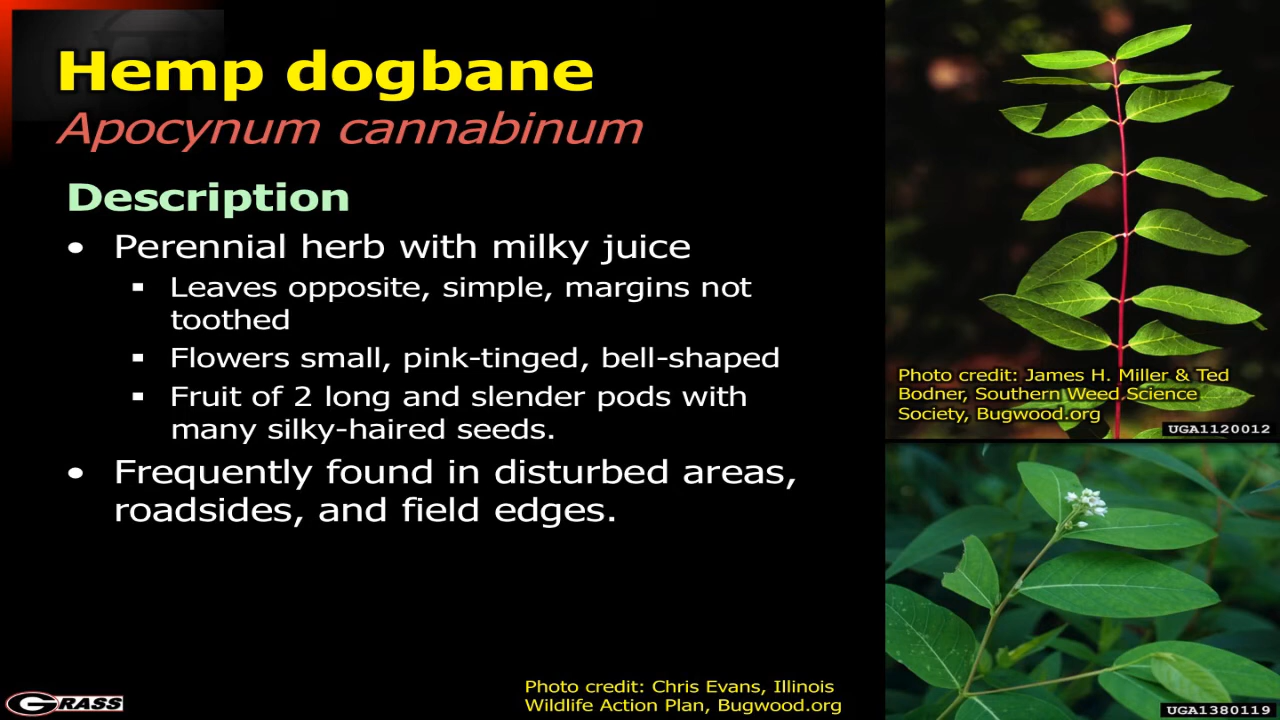 Hemp dogbane
Apocynum cannabinum
Description
• Perennial herb with milky juice
▪ Leaves opposite, simple, margins not
toothed
▪ Flowers small, pink-tinged, bell-shaped
▪ Fruit of 2 long and slender pods with
many silky-haired seeds.
• Frequently found in disturbed areas,
roadsides, and field edges.
Photo credit: James H. Miller & Ted
Bodner, Southern Weed Science
Society, Bugwood.org
UGA1120012
Photo credit: Chris Evans, Illinois
Wildlife Action Plan, Bugwood.org
UGA1380119
GRASS